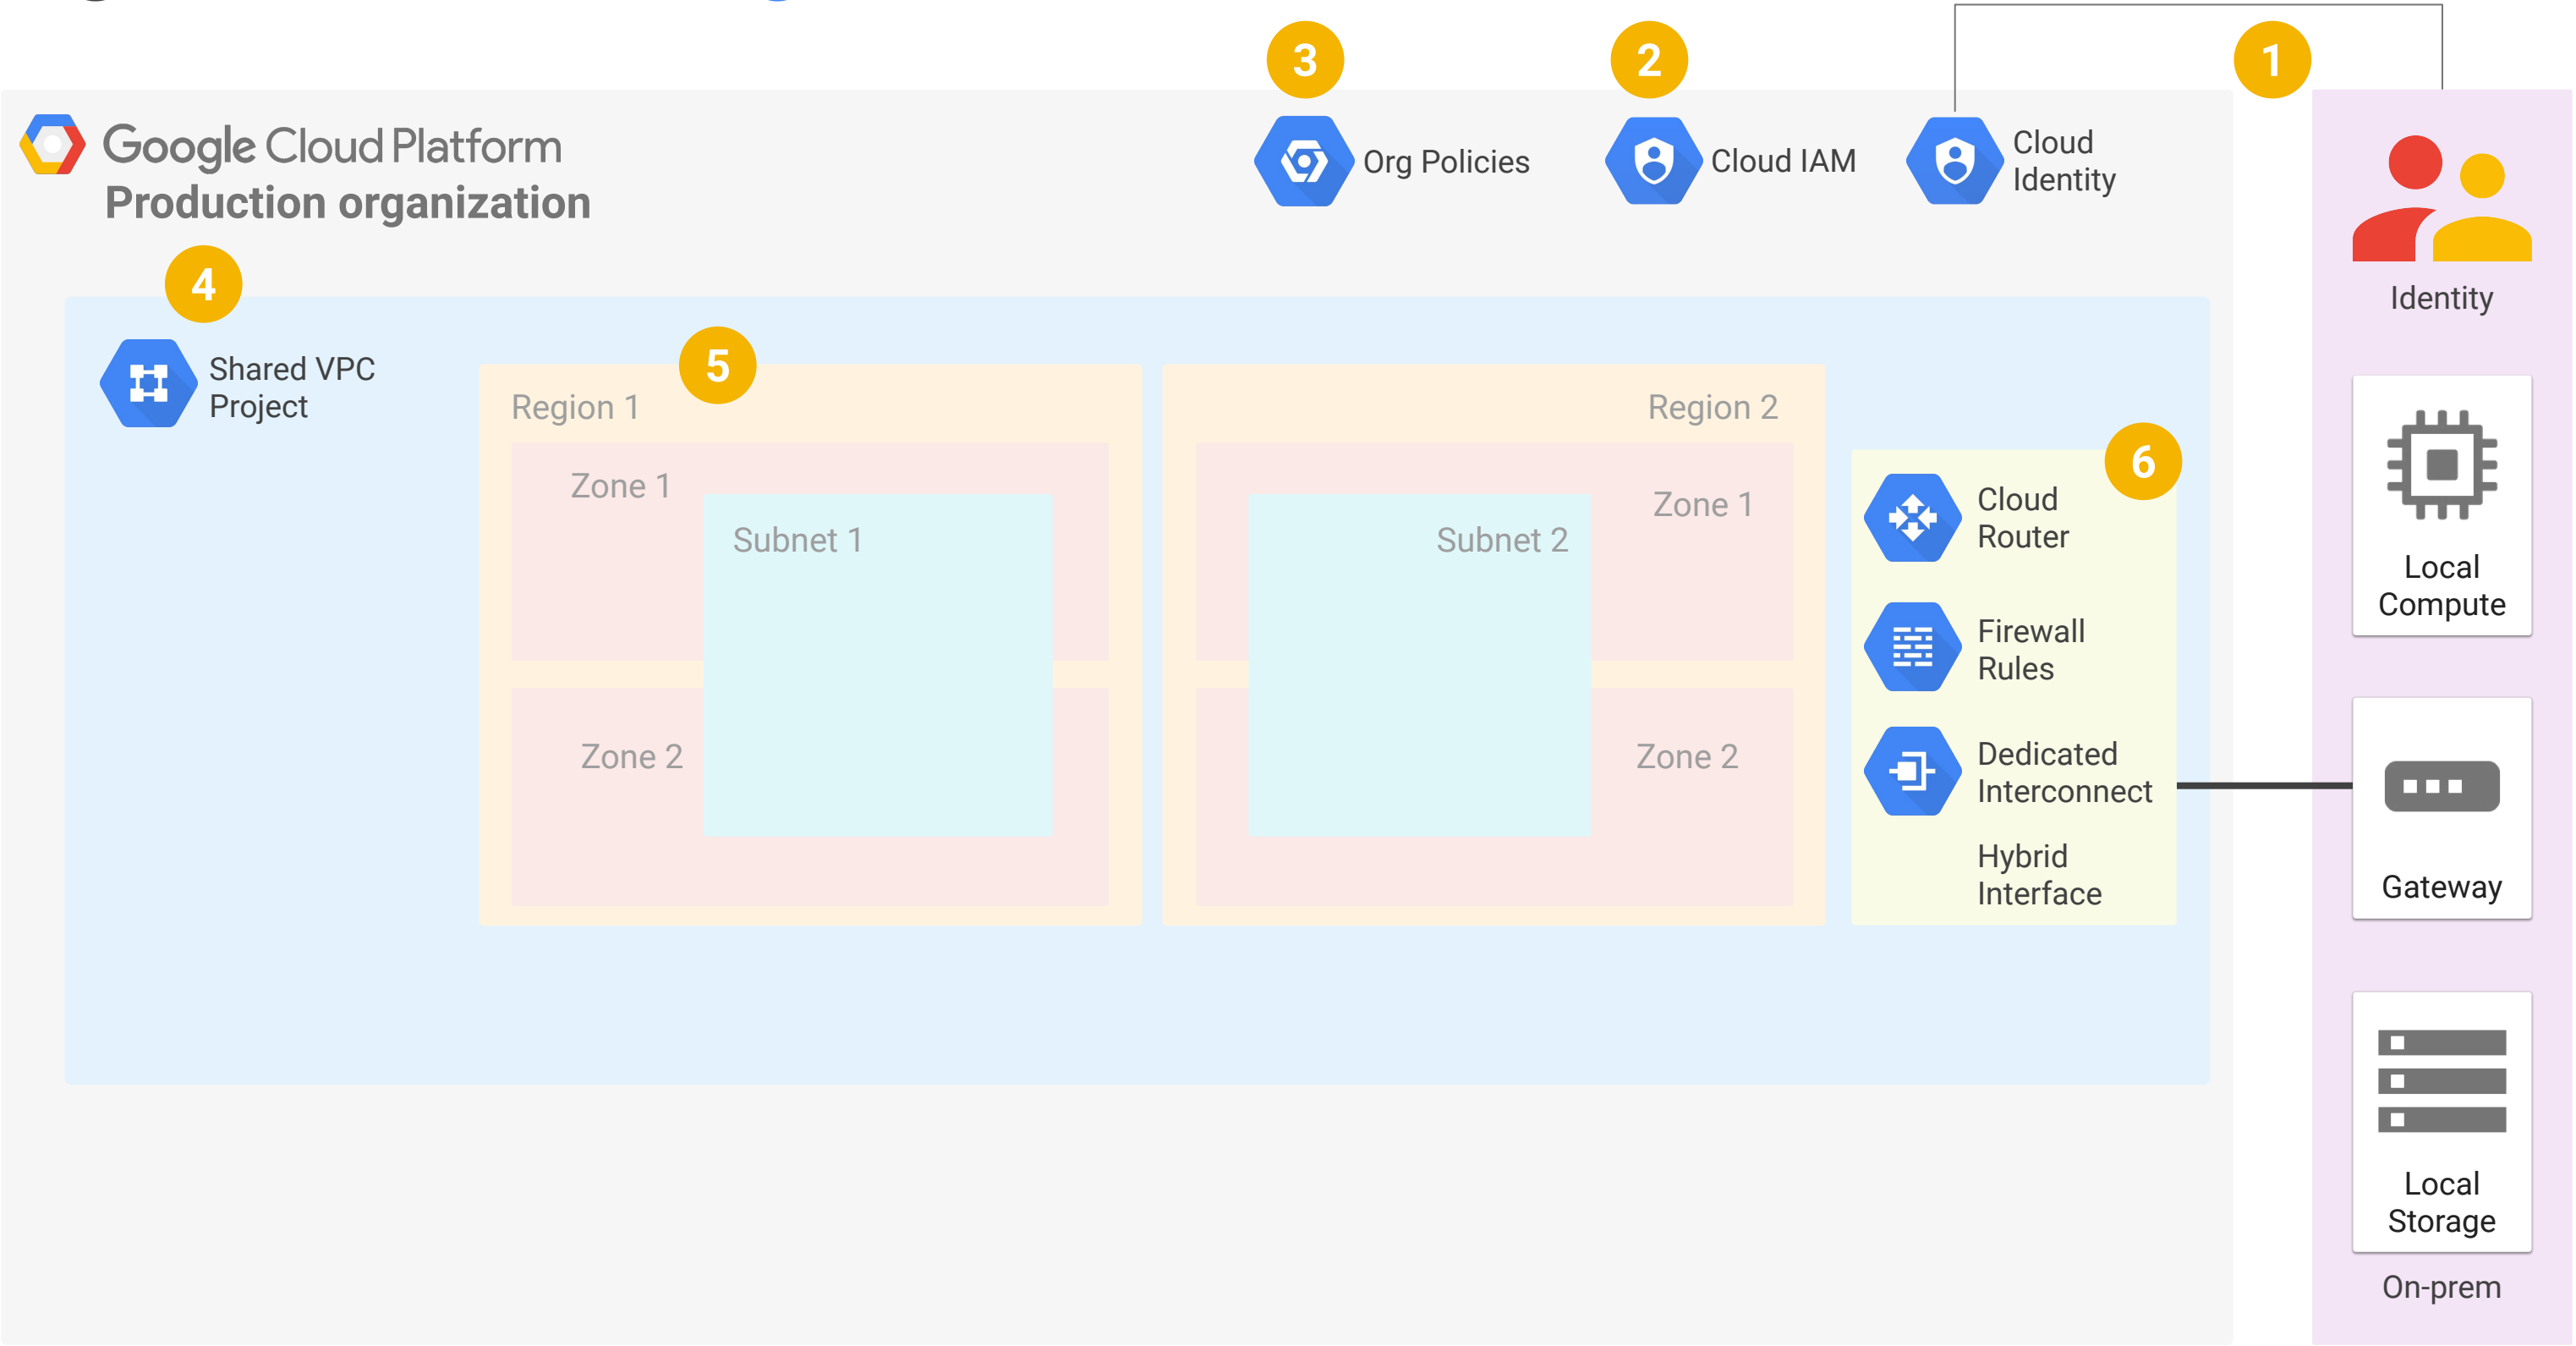 3
2
1
Google Cloud Platform
Production organization
Org Policies
Cloud IAM
Cloud
Identity
Identity
4
Shared VPC
Project
5
Region 1
Zone 1
Subnet 1
Zone 2
Region 2
Zone 1
Subnet 2
Zone 2
6
Cloud
Router
Firewall
Rules
Dedicated
Interconnect
Hybrid
Interface
Local
Compute
Gateway
Local
Storage
On-prem